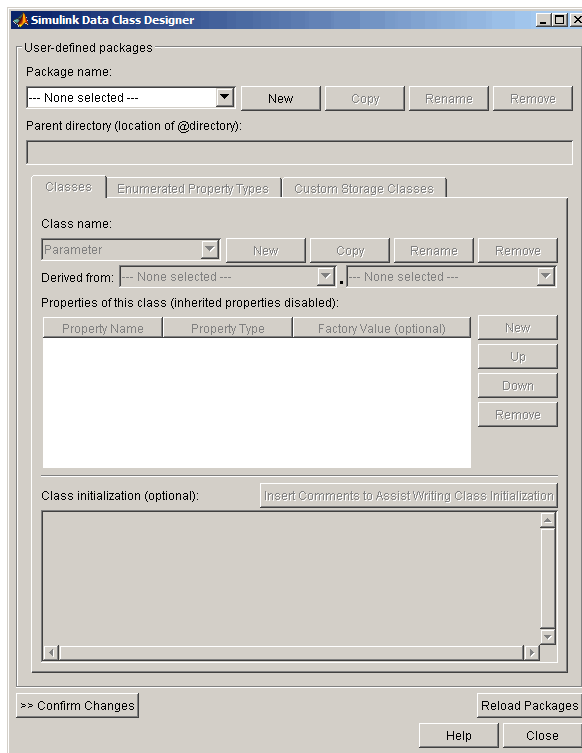 Simulink Data Class Designer
User-defined packages
Package name:
--- None selected --- New Copy Rename Remove
Parent directory (location of @directory):
Classes Enumerated Property Types Custom Storage Classes
Class name:
Parameter New Copy Rename Remove
Derived from: --- None selected --- . --- None selected ---
Properties of this class (inherited properties disabled):
Property Name Property Type Factory Value (optional) New
Up
Down
Remove
Class initialization (optional): Insert Comments to Assist Writing Class Initialization
>> Confirm Changes Reload Packages
Help Close